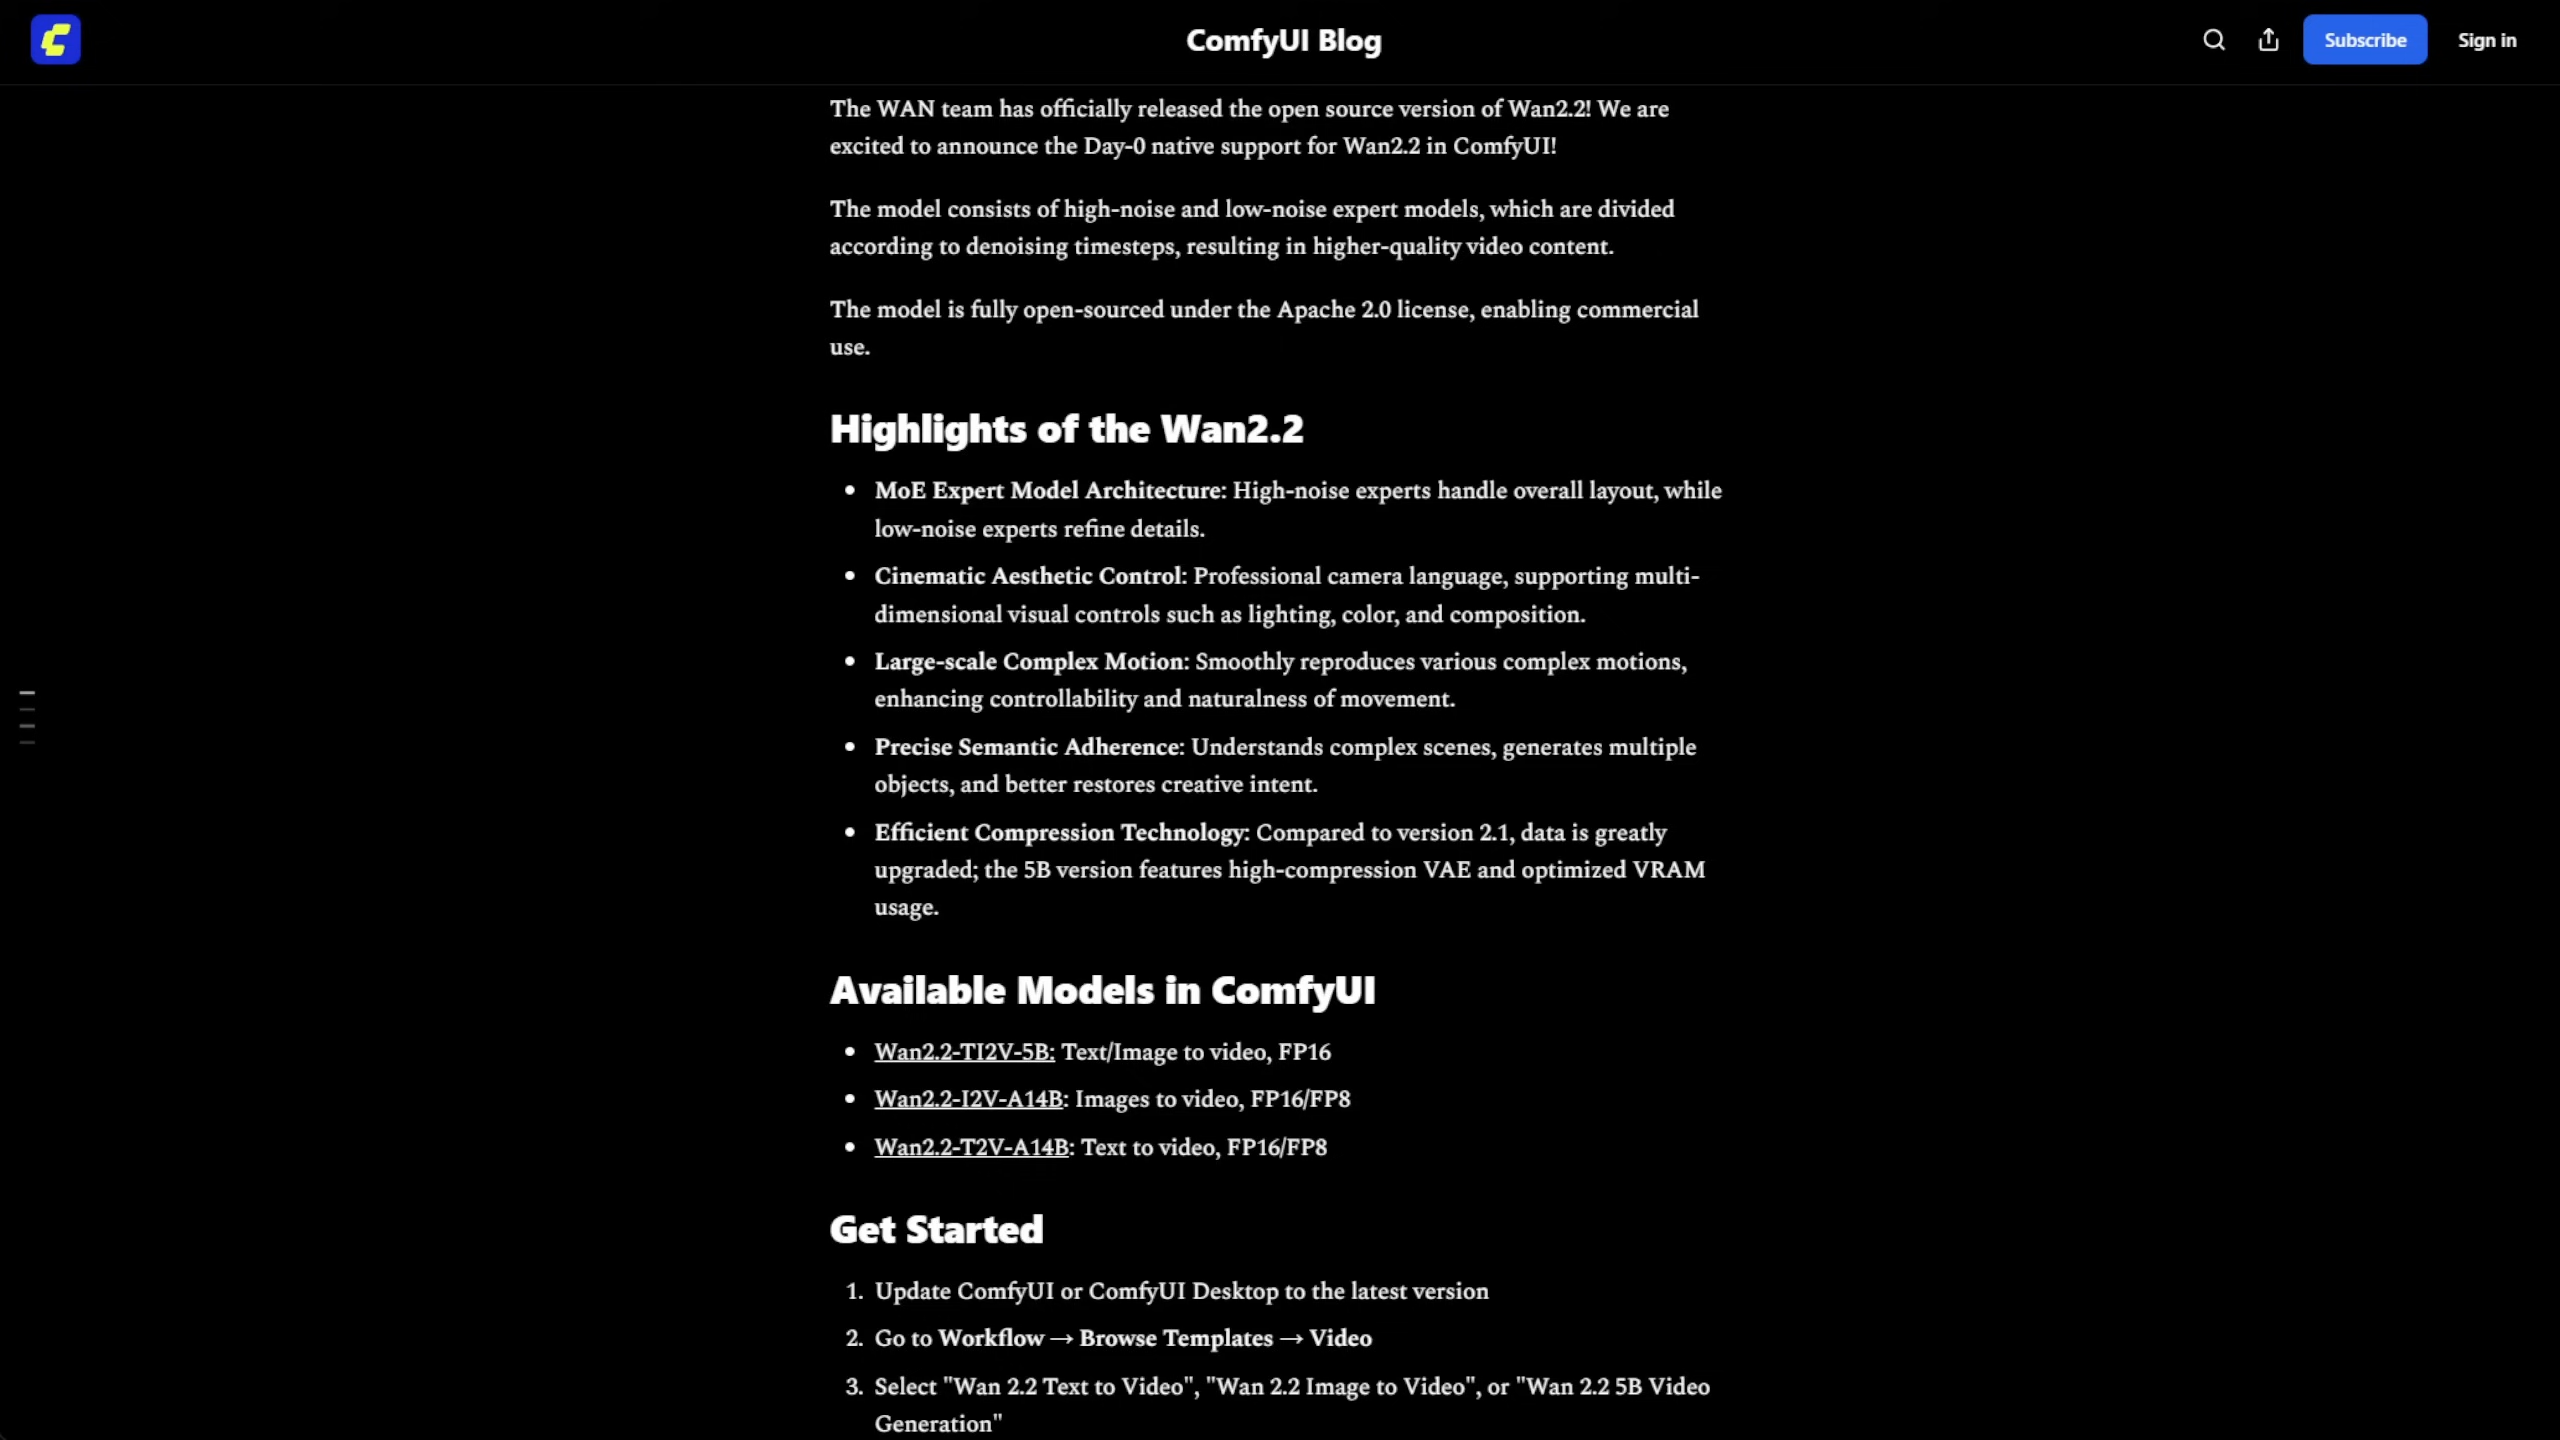 ComfyUI Blog
Subscribe
Sign in
The WAN team has officially released the open source version of Wan2.2! We are
excited to announce the Day-0 native support for Wan2.2 in ComfyUI!
The model consists of high-noise and low-noise expert models, which are divided
according to denoising timesteps, resulting in higher-quality video content.
The model is fully open-sourced under the Apache 2.0 license, enabling commercial
use.
Highlights of the Wan2.2
• MoE Expert Model Architecture: High-noise experts handle overall layout, while
low-noise experts refine details.
• Cinematic Aesthetic Control: Professional camera language, supporting multi-
dimensional visual controls such as lighting, color, and composition.
• Large-scale Complex Motion: Smoothly reproduces various complex motions,
enhancing controllability and naturalness of movement.
• Precise Semantic Adherence: Understands complex scenes, generates multiple
objects, and better restores creative intent.
• Efficient Compression Technology: Compared to version 2.1, data is greatly
upgraded; the 5B version features high-compression VAE and optimized VRAM
usage.
Available Models in ComfyUI
• Wan2.2-TI2V-5B: Text/Image to video, FP16
• Wan2.2-I2V-A14B: Images to video, FP16/FP8
• Wan2.2-T2V-A14B: Text to video, FP16/FP8
Get Started
1. Update ComfyUI or ComfyUI Desktop to the latest version
2. Go to Workflow → Browse Templates → Video
3. Select "Wan 2.2 Text to Video", "Wan 2.2 Image to Video", or "Wan 2.2 5B Video
Generation"